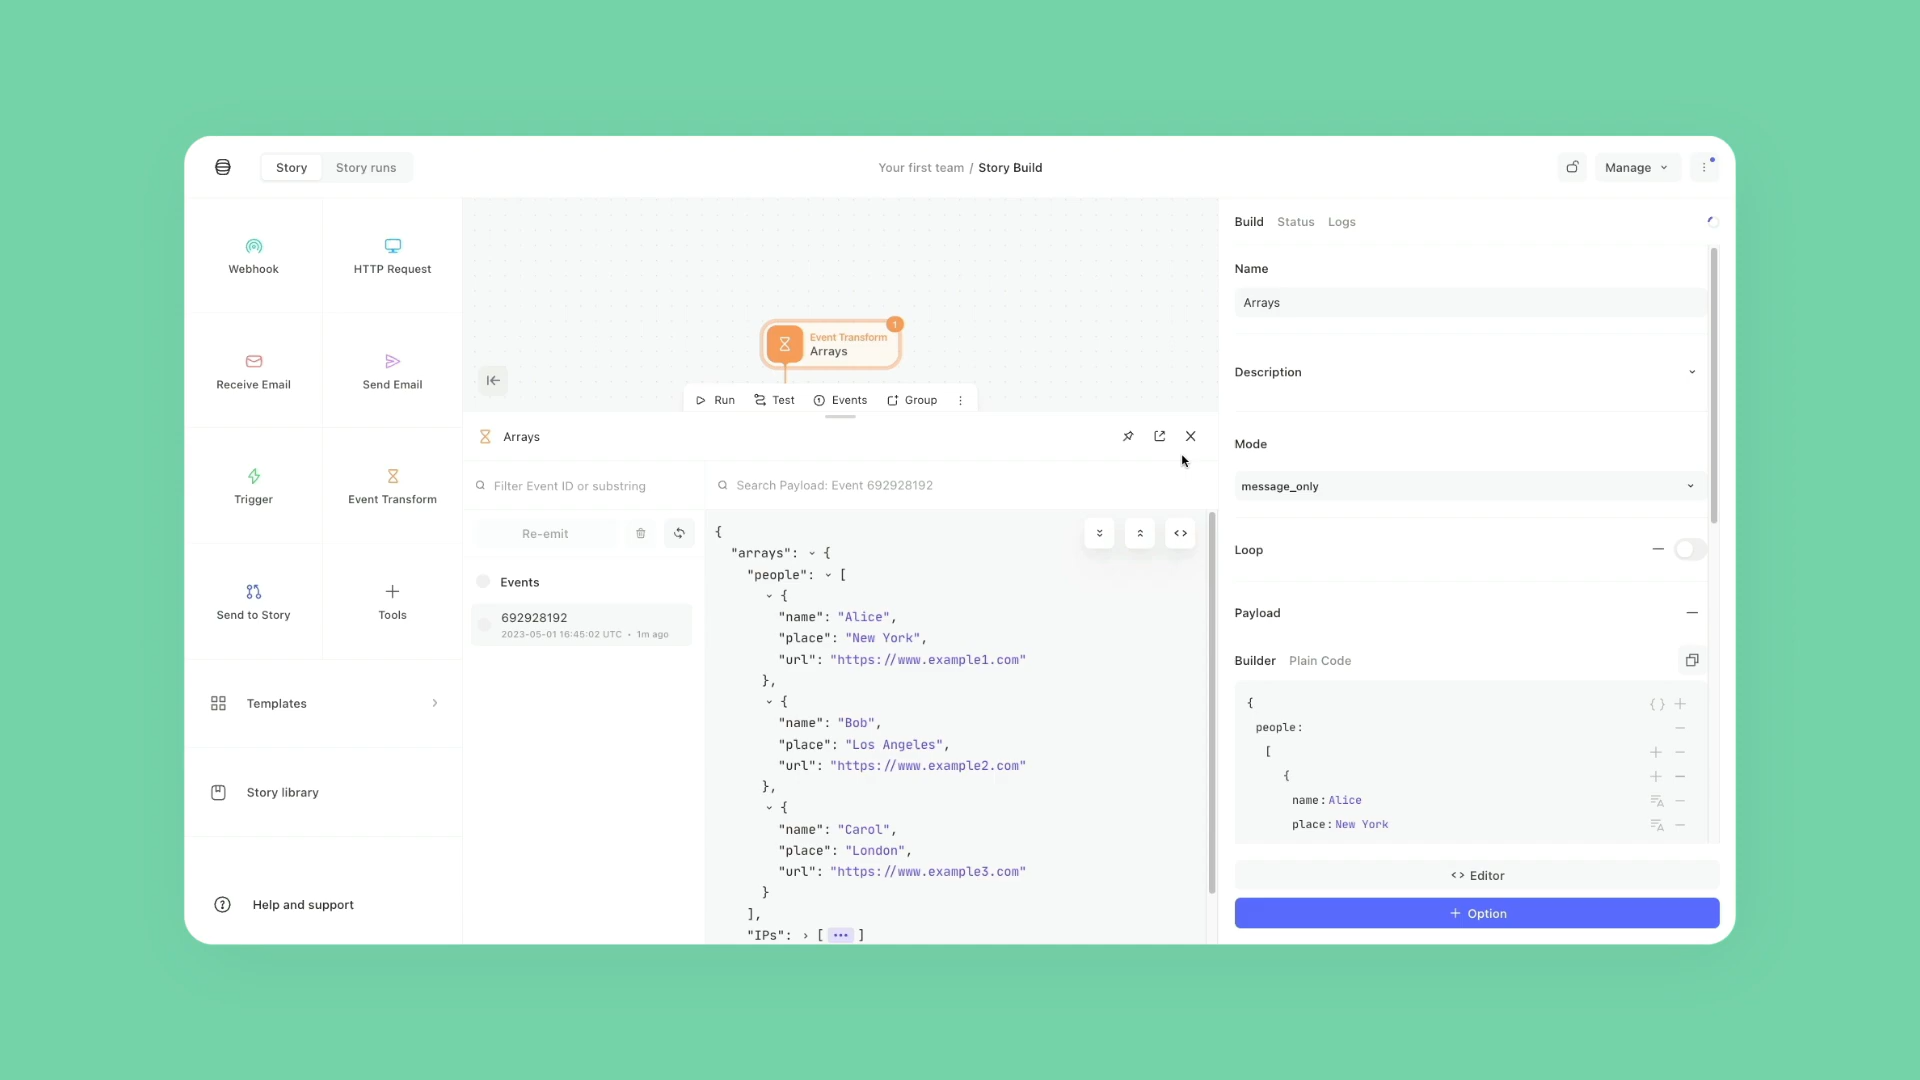 Story
Story runs
Your first team / Story Build
Manage
Webhook
HTTP Request
Receive Email
Send Email
Trigger
Event Transform
Send to Story
Tools
Templates
Story library
Help and support
1
Event Transform
Arrays
Run
Test
Events
Group
Arrays
Filter Event ID or substring
Search Payload: Event 692928192
Re-emit
Events
692928192
2023-05-01 16:45:02 UTC • 1m ago
{
"arrays": {
"people": [
{
"name": "Alice",
"place": "New York",
"url": "https://www.example1.com"
},
{
"name": "Bob",
"place": "Los Angeles",
"url": "https://www.example2.com"
},
{
"name": "Carol",
"place": "London",
"url": "https://www.example3.com"
}
],
"IPs": > [ ••• ]
Build
Status
Logs
Name
Arrays
Description
Mode
message_only
Loop
Payload
Builder
Plain Code
{
people:
[
{
name: Alice
place: New York
<> Editor
+ Option